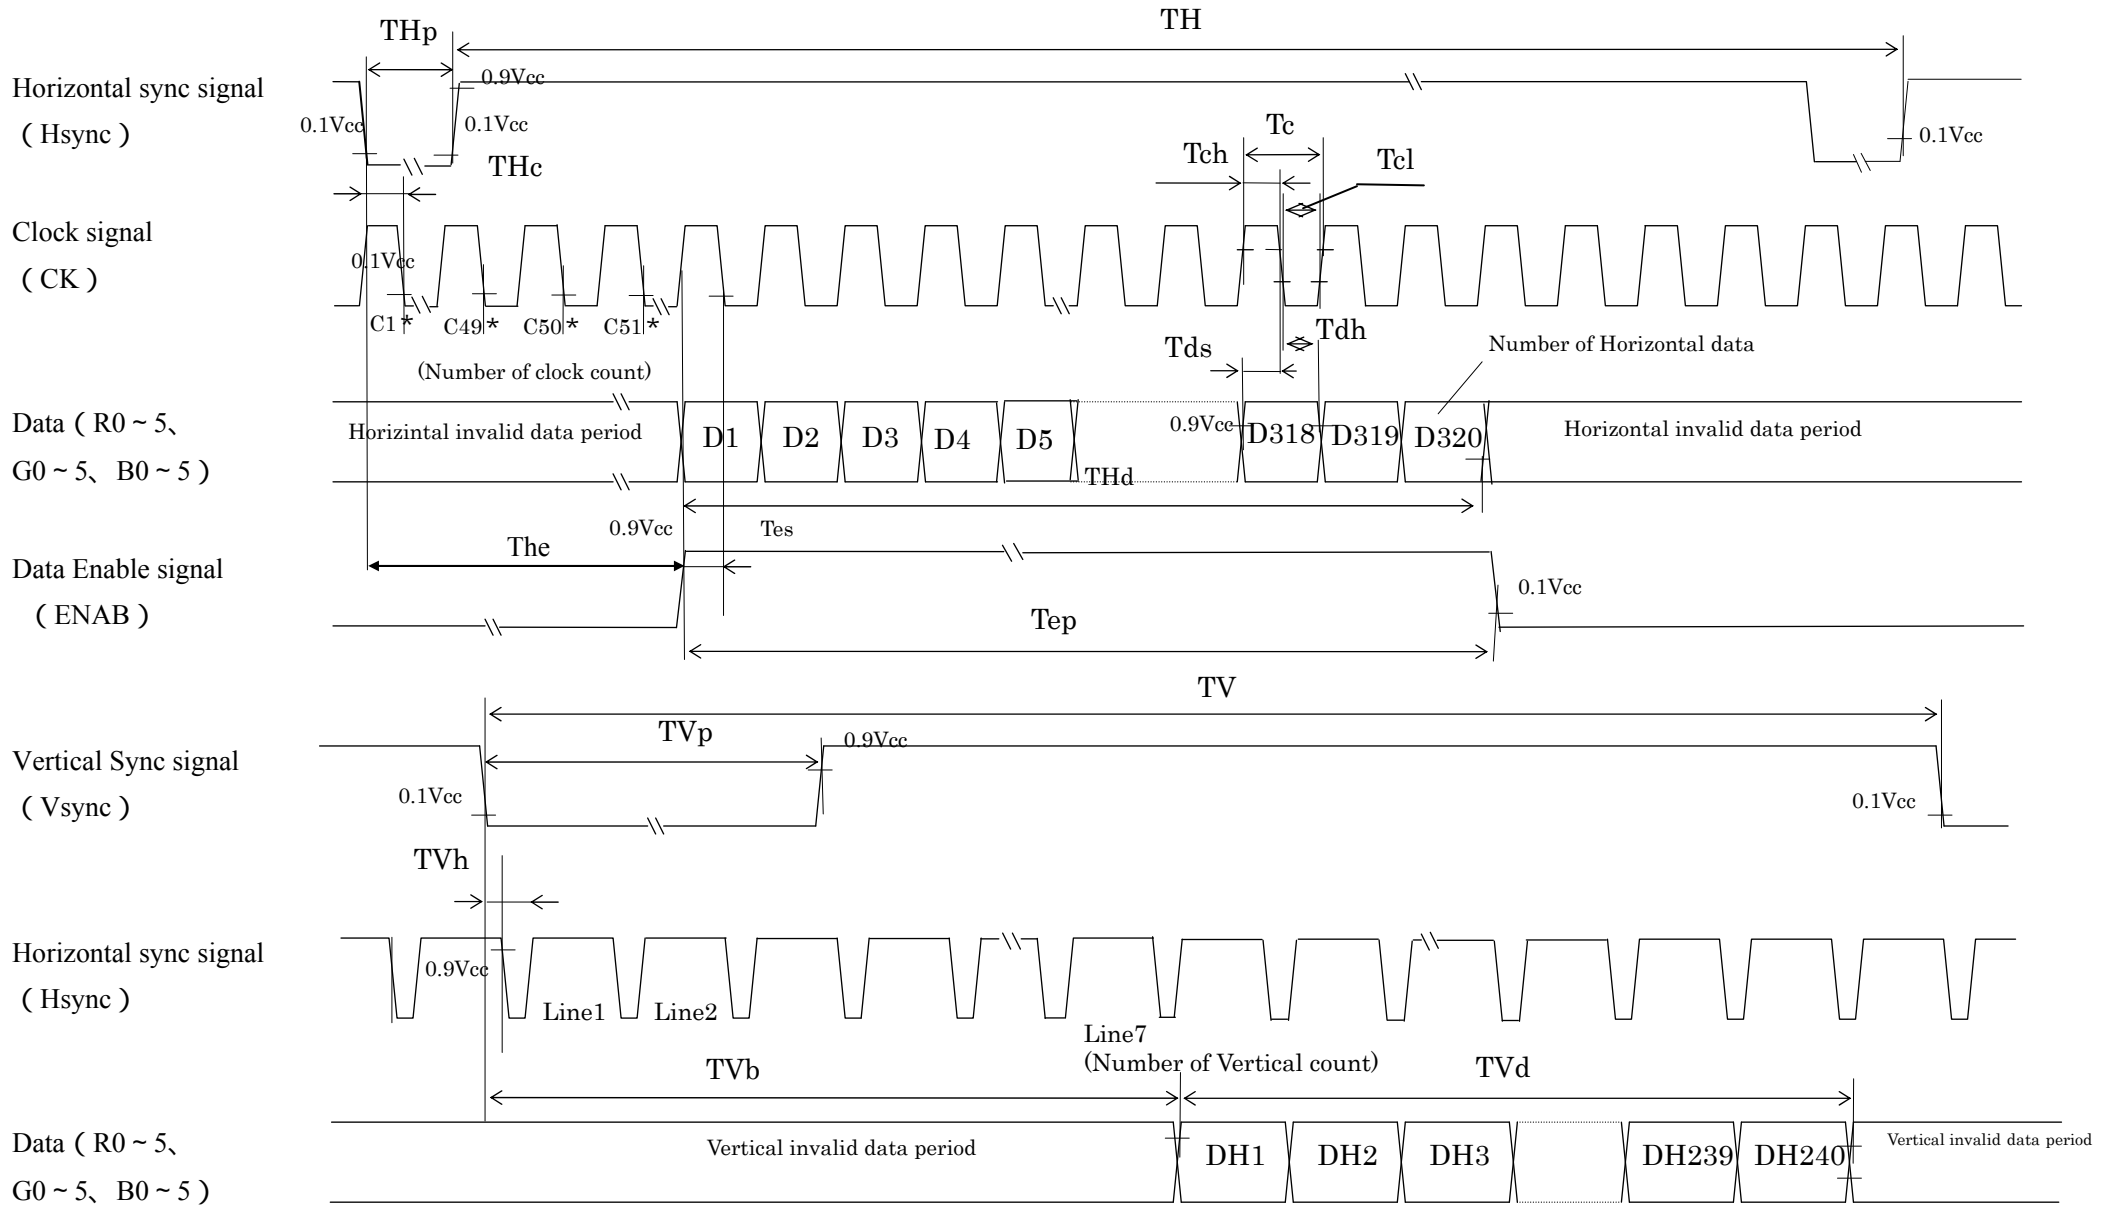 TH
THp
Horizontal sync signal
0.9Vcc
( Hsync )
0.1Vcc
0.1Vcc
0.1Vcc
THc
Tc
Tch
Tcl
Clock signal
( CK )
0.1Vcc
C1*
C49*
C50*
C51*
(Number of clock count)
Tds
Tdh
Number of Horizontal data
Data ( R0 ~ 5、
G0 ~ 5、 B0 ~ 5 )
Horizintal invalid data period
D1
D2
D3
D4
D5
0.9Vcc
D318
D319
D320
Horizontal invalid data period
THd
0.9Vcc
Tes
The
Data Enable signal
( ENAB )
0.1Vcc
Tep
TV
TVp
0.9Vcc
Vertical Sync signal
( Vsync )
0.1Vcc
0.1Vcc
TVh
Horizontal sync signal
( Hsync )
0.9Vcc
Line1
Line2
Line7
(Number of Vertical count)
TVb
TVd
Data ( R0 ~ 5、
G0 ~ 5、 B0 ~ 5 )
Vertical invalid data period
DH1
DH2
DH3
DH239
DH240
Vertical invalid data period